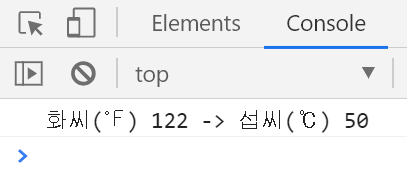 Elements Console
top
화씨(℉) 122 -> 섭씨(℃) 50